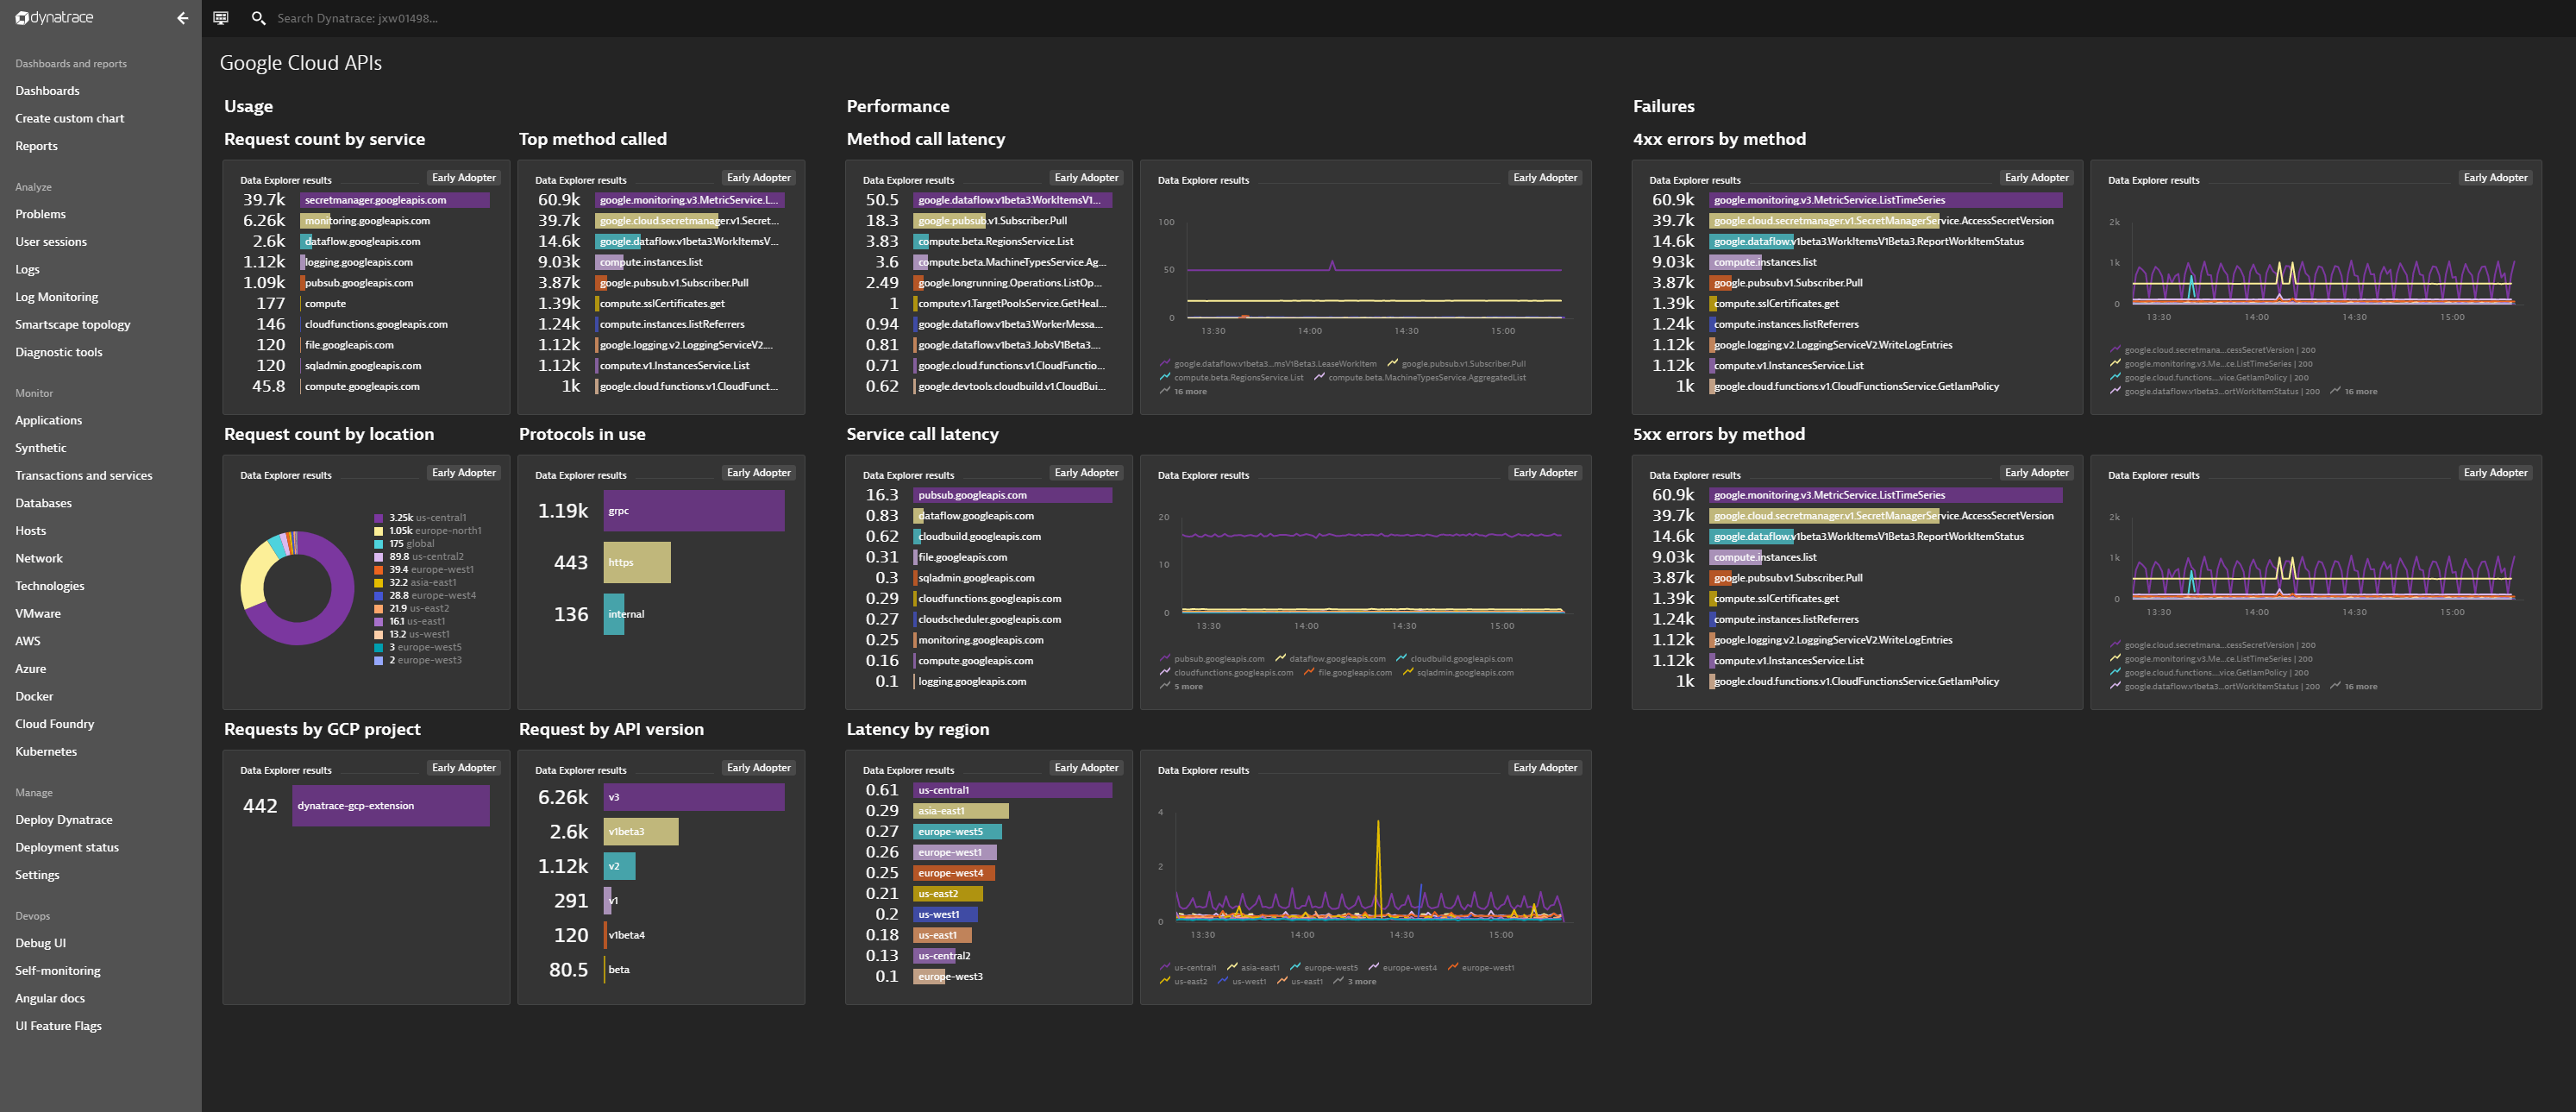 dynatrace
Search Dynatrace: jxw01498...
Dashboards and reports
Dashboards
Create custom chart
Reports
Analyze
Problems
User sessions
Logs
Log Monitoring
Smartscape topology
Diagnostic tools
Monitor
Applications
Synthetic
Transactions and services
Databases
Hosts
Network
Technologies
VMware
AWS
Azure
Docker
Cloud Foundry
Kubernetes
Manage
Deploy Dynatrace
Deployment status
Settings
Devops
Debug UI
Self-monitoring
Angular docs
UI Feature Flags
Google Cloud APIs
Usage
Request count by service
Data Explorer results
Early Adopter
39.7k secretmanager.googleapis.com
6.26k monitoring.googleapis.com
2.6k dataflow.googleapis.com
1.12k logging.googleapis.com
1.09k pubsub.googleapis.com
177 compute
146 cloudfunctions.googleapis.com
120 file.googleapis.com
120 sqladmin.googleapis.com
45.8 compute.googleapis.com
Top method called
Data Explorer results
Early Adopter
60.9k google.monitoring.v3.MetricService.L...
39.7k google.cloud.secretmanager.v1.Secret...
14.6k google.dataflow.v1beta3.WorkItemsV...
9.03k compute.instances.list
3.87k google.pubsub.v1.Subscriber.Pull
1.39k compute.sslCertificates.get
1.24k compute.instances.listReferrers
1.12k google.logging.v2.LoggingServiceV2....
1.12k compute.v1.InstancesService.List
1k google.cloud.functions.v1.CloudFunct...
Request count by location
Data Explorer results
Early Adopter
3.25k us-central1
1.05k europe-north1
175 global
89.8 us-central2
39.4 europe-west1
32.2 asia-east1
28.8 europe-west4
21.9 us-east2
16.1 us-east1
13.2 us-west1
3 europe-west5
2 europe-west3
Protocols in use
Data Explorer results
Early Adopter
1.19k grpc
443 https
136 internal
Requests by GCP project
Data Explorer results
Early Adopter
442 dynatrace-gcp-extension
Request by API version
Data Explorer results
Early Adopter
6.26k v3
2.6k v1beta3
1.12k v2
291 v1
120 v1beta4
80.5 beta
Performance
Method call latency
Data Explorer results
Early Adopter
50.5 google.dataflow.v1beta3.WorkItemsV1...
18.3 google.pubsub.v1.Subscriber.Pull
3.83 compute.beta.RegionsService.List
3.6 compute.beta.MachineTypesService.Ag...
2.49 google.longrunning.Operations.ListOp...
1 compute.v1.TargetPoolsService.GetHeal...
0.94 google.dataflow.v1beta3.WorkerMessa...
0.81 google.dataflow.v1beta3.JobsV1Beta3....
0.71 google.cloud.functions.v1.CloudFunctio...
0.62 google.devtools.cloudbuild.v1.CloudBui...
Data Explorer results
Early Adopter
100
50
0
13:30 14:00 14:30 15:00
google.dataflow.v1beta3...msV1Beta3.LeaseWorkItem google.pubsub.v1.Subscriber.Pull
compute.beta.RegionsService.List compute.beta.MachineTypesService.AggregatedList
16 more
Service call latency
Data Explorer results
Early Adopter
16.3 pubsub.googleapis.com
0.83 dataflow.googleapis.com
0.62 cloudbuild.googleapis.com
0.31 file.googleapis.com
0.3 sqladmin.googleapis.com
0.29 cloudfunctions.googleapis.com
0.27 cloudscheduler.googleapis.com
0.25 monitoring.googleapis.com
0.16 compute.googleapis.com
0.1 logging.googleapis.com
Data Explorer results
Early Adopter
20
10
0
13:30 14:00 14:30 15:00
pubsub.googleapis.com dataflow.googleapis.com cloudbuild.googleapis.com
cloudfunctions.googleapis.com file.googleapis.com sqladmin.googleapis.com
5 more
Latency by region
Data Explorer results
Early Adopter
0.61 us-central1
0.29 asia-east1
0.27 europe-west5
0.26 europe-west1
0.25 europe-west4
0.21 us-east2
0.2 us-west1
0.18 us-east1
0.13 us-central2
0.1 europe-west3
Data Explorer results
Early Adopter
4
2
0
13:30 14:00 14:30 15:00
us-central1 asia-east1 europe-west5 europe-west4 europe-west1
us-east2 us-west1 us-east1 3 more
Failures
4xx errors by method
Data Explorer results
Early Adopter
60.9k google.monitoring.v3.MetricService.ListTimeSeries
39.7k google.cloud.secretmanager.v1.SecretManagerService.AccessSecretVersion
14.6k google.dataflow.v1beta3.WorkItemsV1Beta3.ReportWorkItemStatus
9.03k compute.instances.list
3.87k google.pubsub.v1.Subscriber.Pull
1.39k compute.sslCertificates.get
1.24k compute.instances.listReferrers
1.12k google.logging.v2.LoggingServiceV2.WriteLogEntries
1.12k compute.v1.InstancesService.List
1k google.cloud.functions.v1.CloudFunctionsService.GetIamPolicy
Data Explorer results
Early Adopter
2k
1k
0
13:30 14:00 14:30 15:00
google.cloud.secretmana...cessSecretVersion | 200
google.monitoring.v3.Me...ce.ListTimeSeries | 200
google.cloud.functions...vice.GetIamPolicy | 200
google.dataflow.v1beta3...ortWorkItemStatus | 200 16 more
5xx errors by method
Data Explorer results
Early Adopter
60.9k google.monitoring.v3.MetricService.ListTimeSeries
39.7k google.cloud.secretmanager.v1.SecretManagerService.AccessSecretVersion
14.6k google.dataflow.v1beta3.WorkItemsV1Beta3.ReportWorkItemStatus
9.03k compute.instances.list
3.87k google.pubsub.v1.Subscriber.Pull
1.39k compute.sslCertificates.get
1.24k compute.instances.listReferrers
1.12k google.logging.v2.LoggingServiceV2.WriteLogEntries
1.12k compute.v1.InstancesService.List
1k google.cloud.functions.v1.CloudFunctionsService.GetIamPolicy
Data Explorer results
Early Adopter
2k
1k
0
13:30 14:00 14:30 15:00
google.cloud.secretmana...cessSecretVersion | 200
google.monitoring.v3.Me...ce.ListTimeSeries | 200
google.cloud.functions...vice.GetIamPolicy | 200
google.dataflow.v1beta3...ortWorkItemStatus | 200 16 more